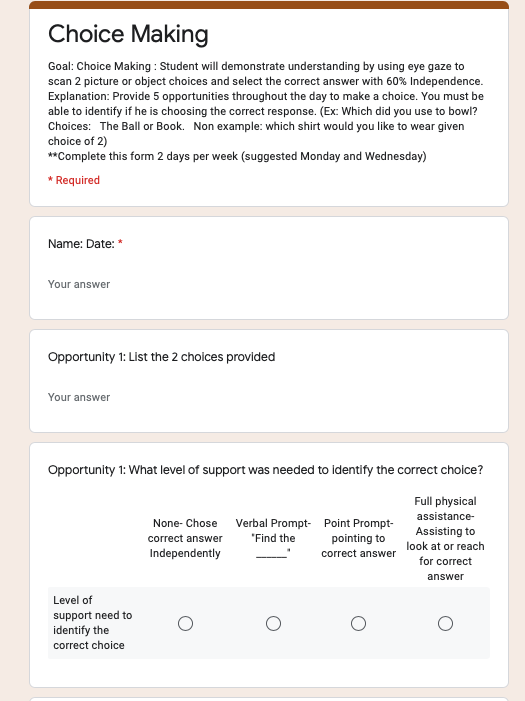 Choice Making
Goal: Choice Making : Student will demonstrate understanding by using eye gaze to
scan 2 picture or object choices and select the correct answer with 60% Independence.
Explanation: Provide 5 opportunities throughout the day to make a choice. You must be
able to identify if he is choosing the correct response. (Ex: Which did you use to bowl?
Choices:   The Ball or Book.   Non example: which shirt would you like to wear given
choice of 2)
**Complete this form 2 days per week (suggested Monday and Wednesday)
* Required
Name: Date: *
Your answer
Opportunity 1: List the 2 choices provided
Your answer
Opportunity 1: What level of support was needed to identify the correct choice?
None- Chose
correct answer
Independently
Verbal Prompt-
"Find the
______"
Point Prompt-
pointing to
correct answer
Full physical
assistance-
Assisting to
look at or reach
for correct
answer
Level of
support need to
identify the
correct choice